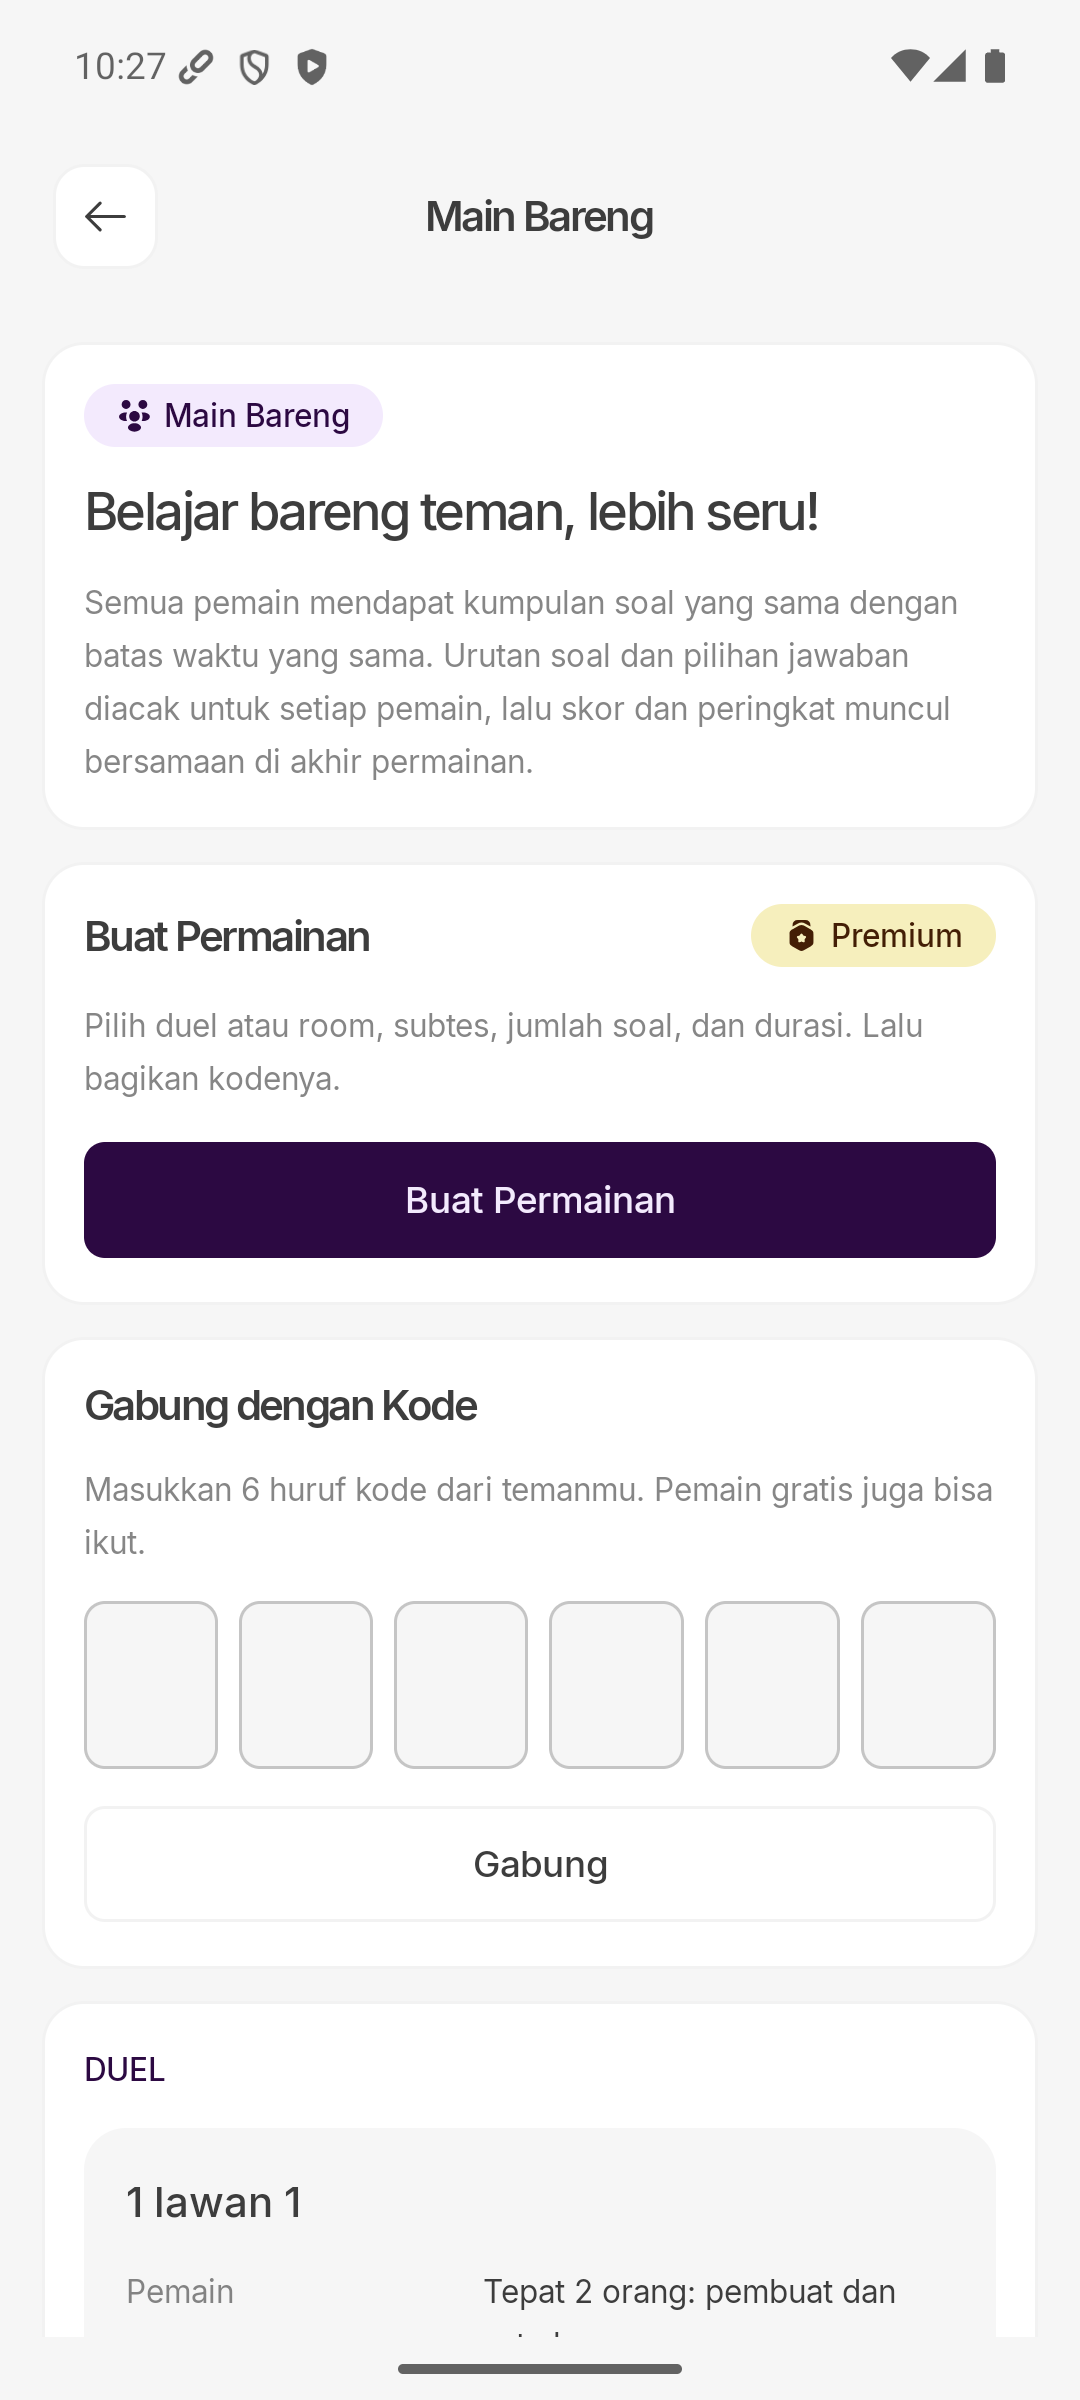 10:27
Main Bareng
Main Bareng
Belajar bareng teman, lebih seru!
Semua pemain mendapat kumpulan soal yang sama dengan
batas waktu yang sama. Urutan soal dan pilihan jawaban
diacak untuk setiap pemain, lalu skor dan peringkat muncul
bersamaan di akhir permainan.
Buat Permainan
Premium
Pilih duel atau room, subtes, jumlah soal, dan durasi. Lalu
bagikan kodenya.
Buat Permainan
Gabung dengan Kode
Masukkan 6 huruf kode dari temanmu. Pemain gratis juga bisa
ikut.
Gabung
DUEL
1 lawan 1
Pemain
Tepat 2 orang: pembuat dan